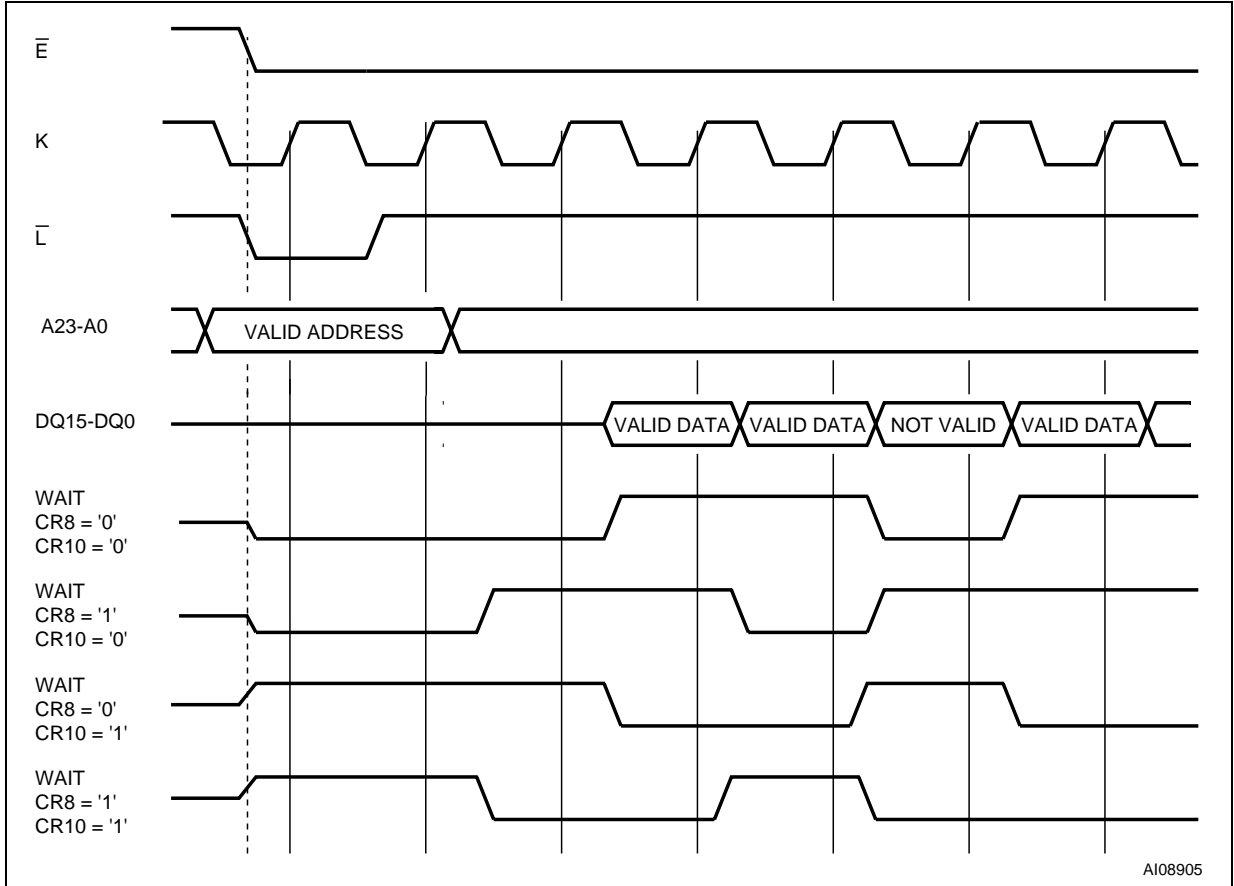 E̅
K
L̅
A23-A0
VALID ADDRESS
DQ15-DQ0
VALID DATA VALID DATA NOT VALID VALID DATA
WAIT
CR8 = '0'
CR10 = '0'
WAIT
CR8 = '1'
CR10 = '0'
WAIT
CR8 = '0'
CR10 = '1'
WAIT
CR8 = '1'
CR10 = '1'
AI08905